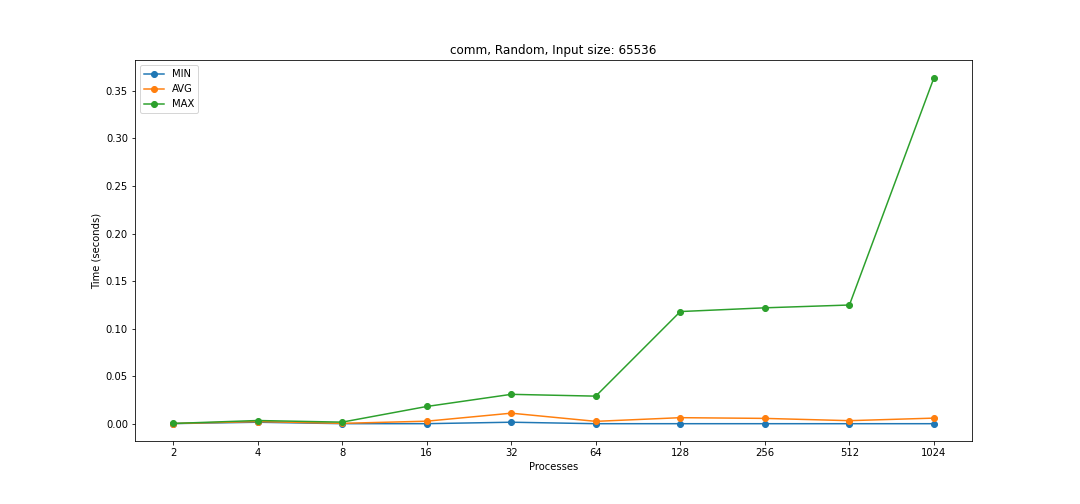 comm, Random, Input size: 65536
MIN
AVG
MAX
Time (seconds)
0.35
0.30
0.25
0.20
0.15
0.10
0.05
0.00
2 4 8 16 32 64 128 256 512 1024
Processes